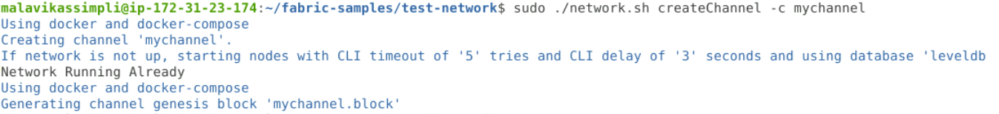 malavikassimpli@ip-172-31-23-174:~/fabric-samples/test-network$ sudo ./network.sh createChannel -c mychannel
Using docker and docker-compose
Creating channel 'mychannel'.
If network is not up, starting nodes with CLI timeout of '5' tries and CLI delay of '3' seconds and using database 'leveldb
Network Running Already
Using docker and docker-compose
Generating channel genesis block 'mychannel.block'